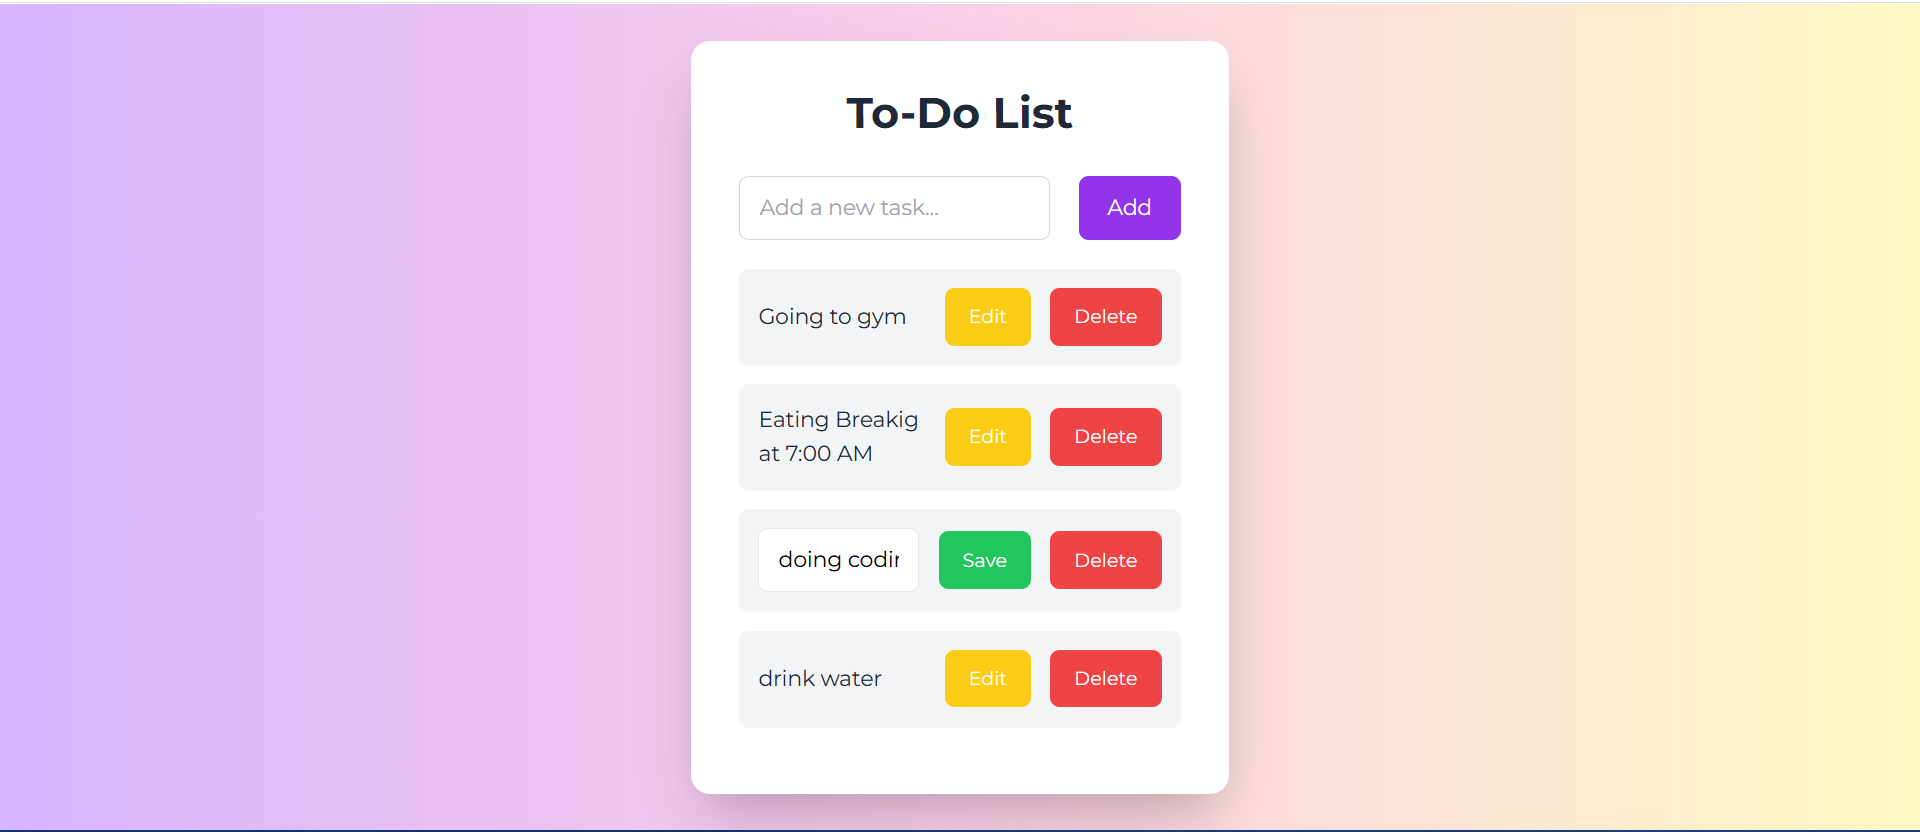 To-Do List
Add a new task...
Add
Going to gym
Edit
Delete
Eating Breakig
at 7:00 AM
Edit
Delete
doing
Save
Delete
drink water
Edit
Delete